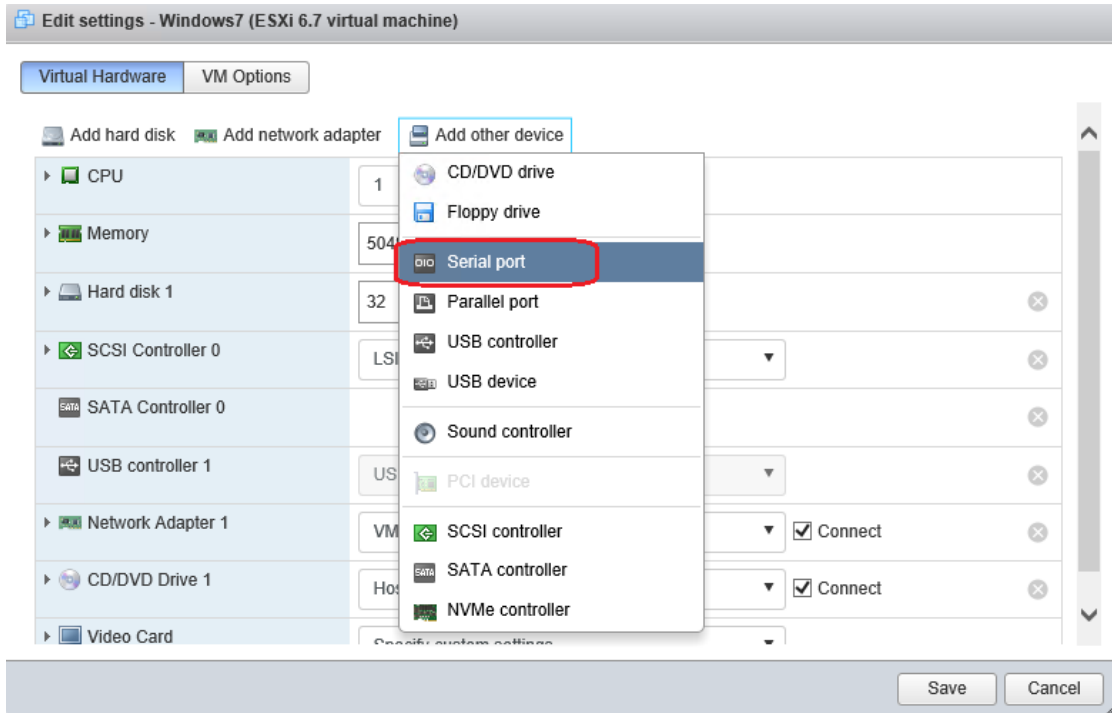 Edit settings - Windows7 (ESXi 6.7 virtual machine)
Virtual Hardware VM Options
Add hard disk Add network adapter Add other device
CPU 1
Memory 504
Hard disk 1 32
SCSI Controller 0 LSI
SATA Controller 0
USB controller 1 US
Network Adapter 1 VM Connect
CD/DVD Drive 1 Hos Connect
Video Card Specify custom settings
CD/DVD drive
Floppy drive
Serial port
Parallel port
USB controller
USB device
Sound controller
PCI device
SCSI controller
SATA controller
NVMe controller
Save Cancel